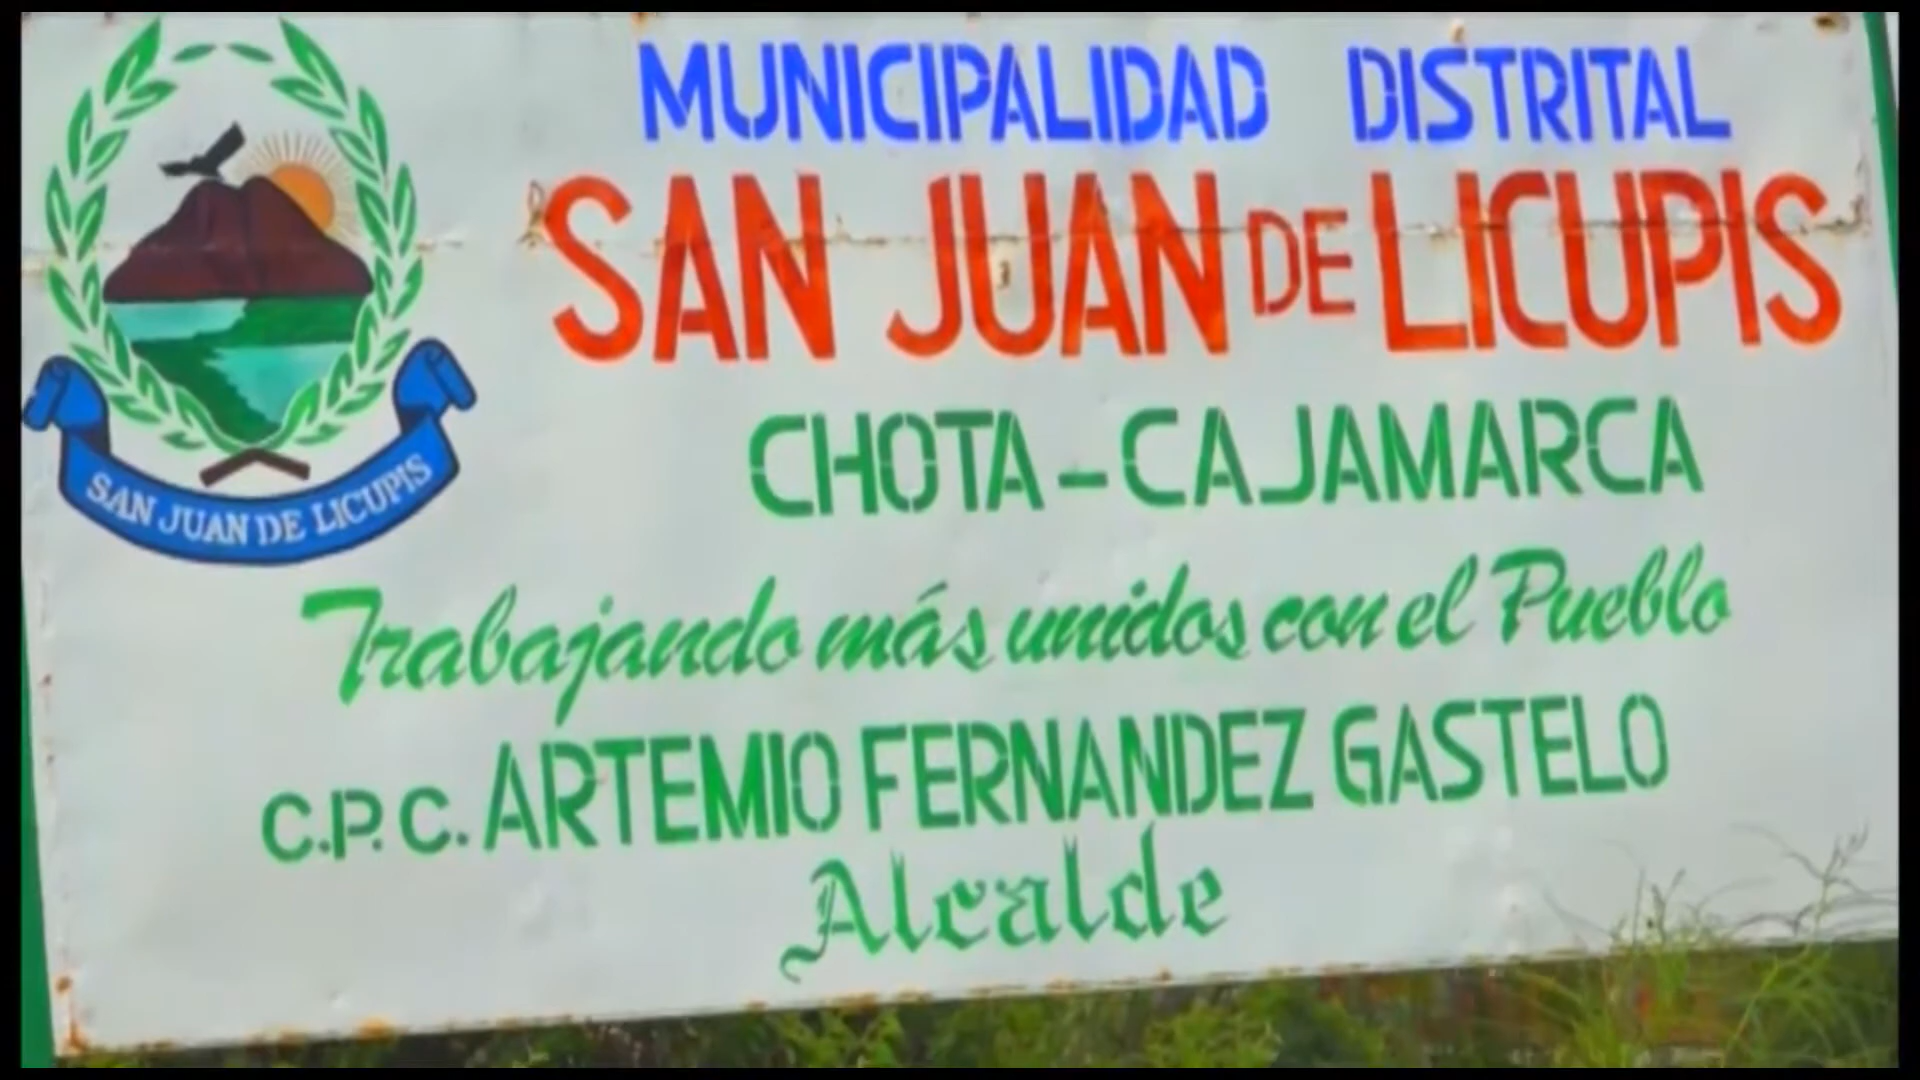 MUNICIPALIDAD DISTRITAL
SAN JUAN DE LICUPIS
CHOTA - CAJAMARCA
SAN JUAN DE LICUPIS
Trabajando más unidos con el Pueblo
C.P.C. ARTEMIO FERNANDEZ GASTELO
Alcalde